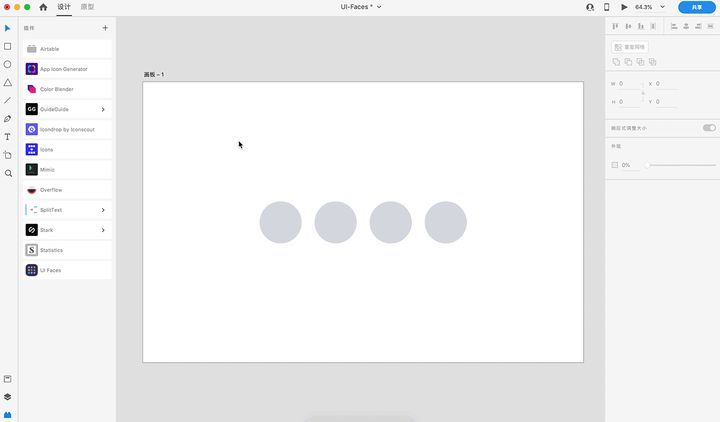 设计
原型
UI-Faces *
64.3%
共享
插件
Airtable
App Icon Generator
Color Blender
QuideGuide
Icondrop by Iconscout
Icons
Mimic
Overflow
SplitText
Stark
Statistics
UI Faces
画板 – 1
重复网格
W 0
X 0
H 0
Y 0
响应式调整大小
外观
0%